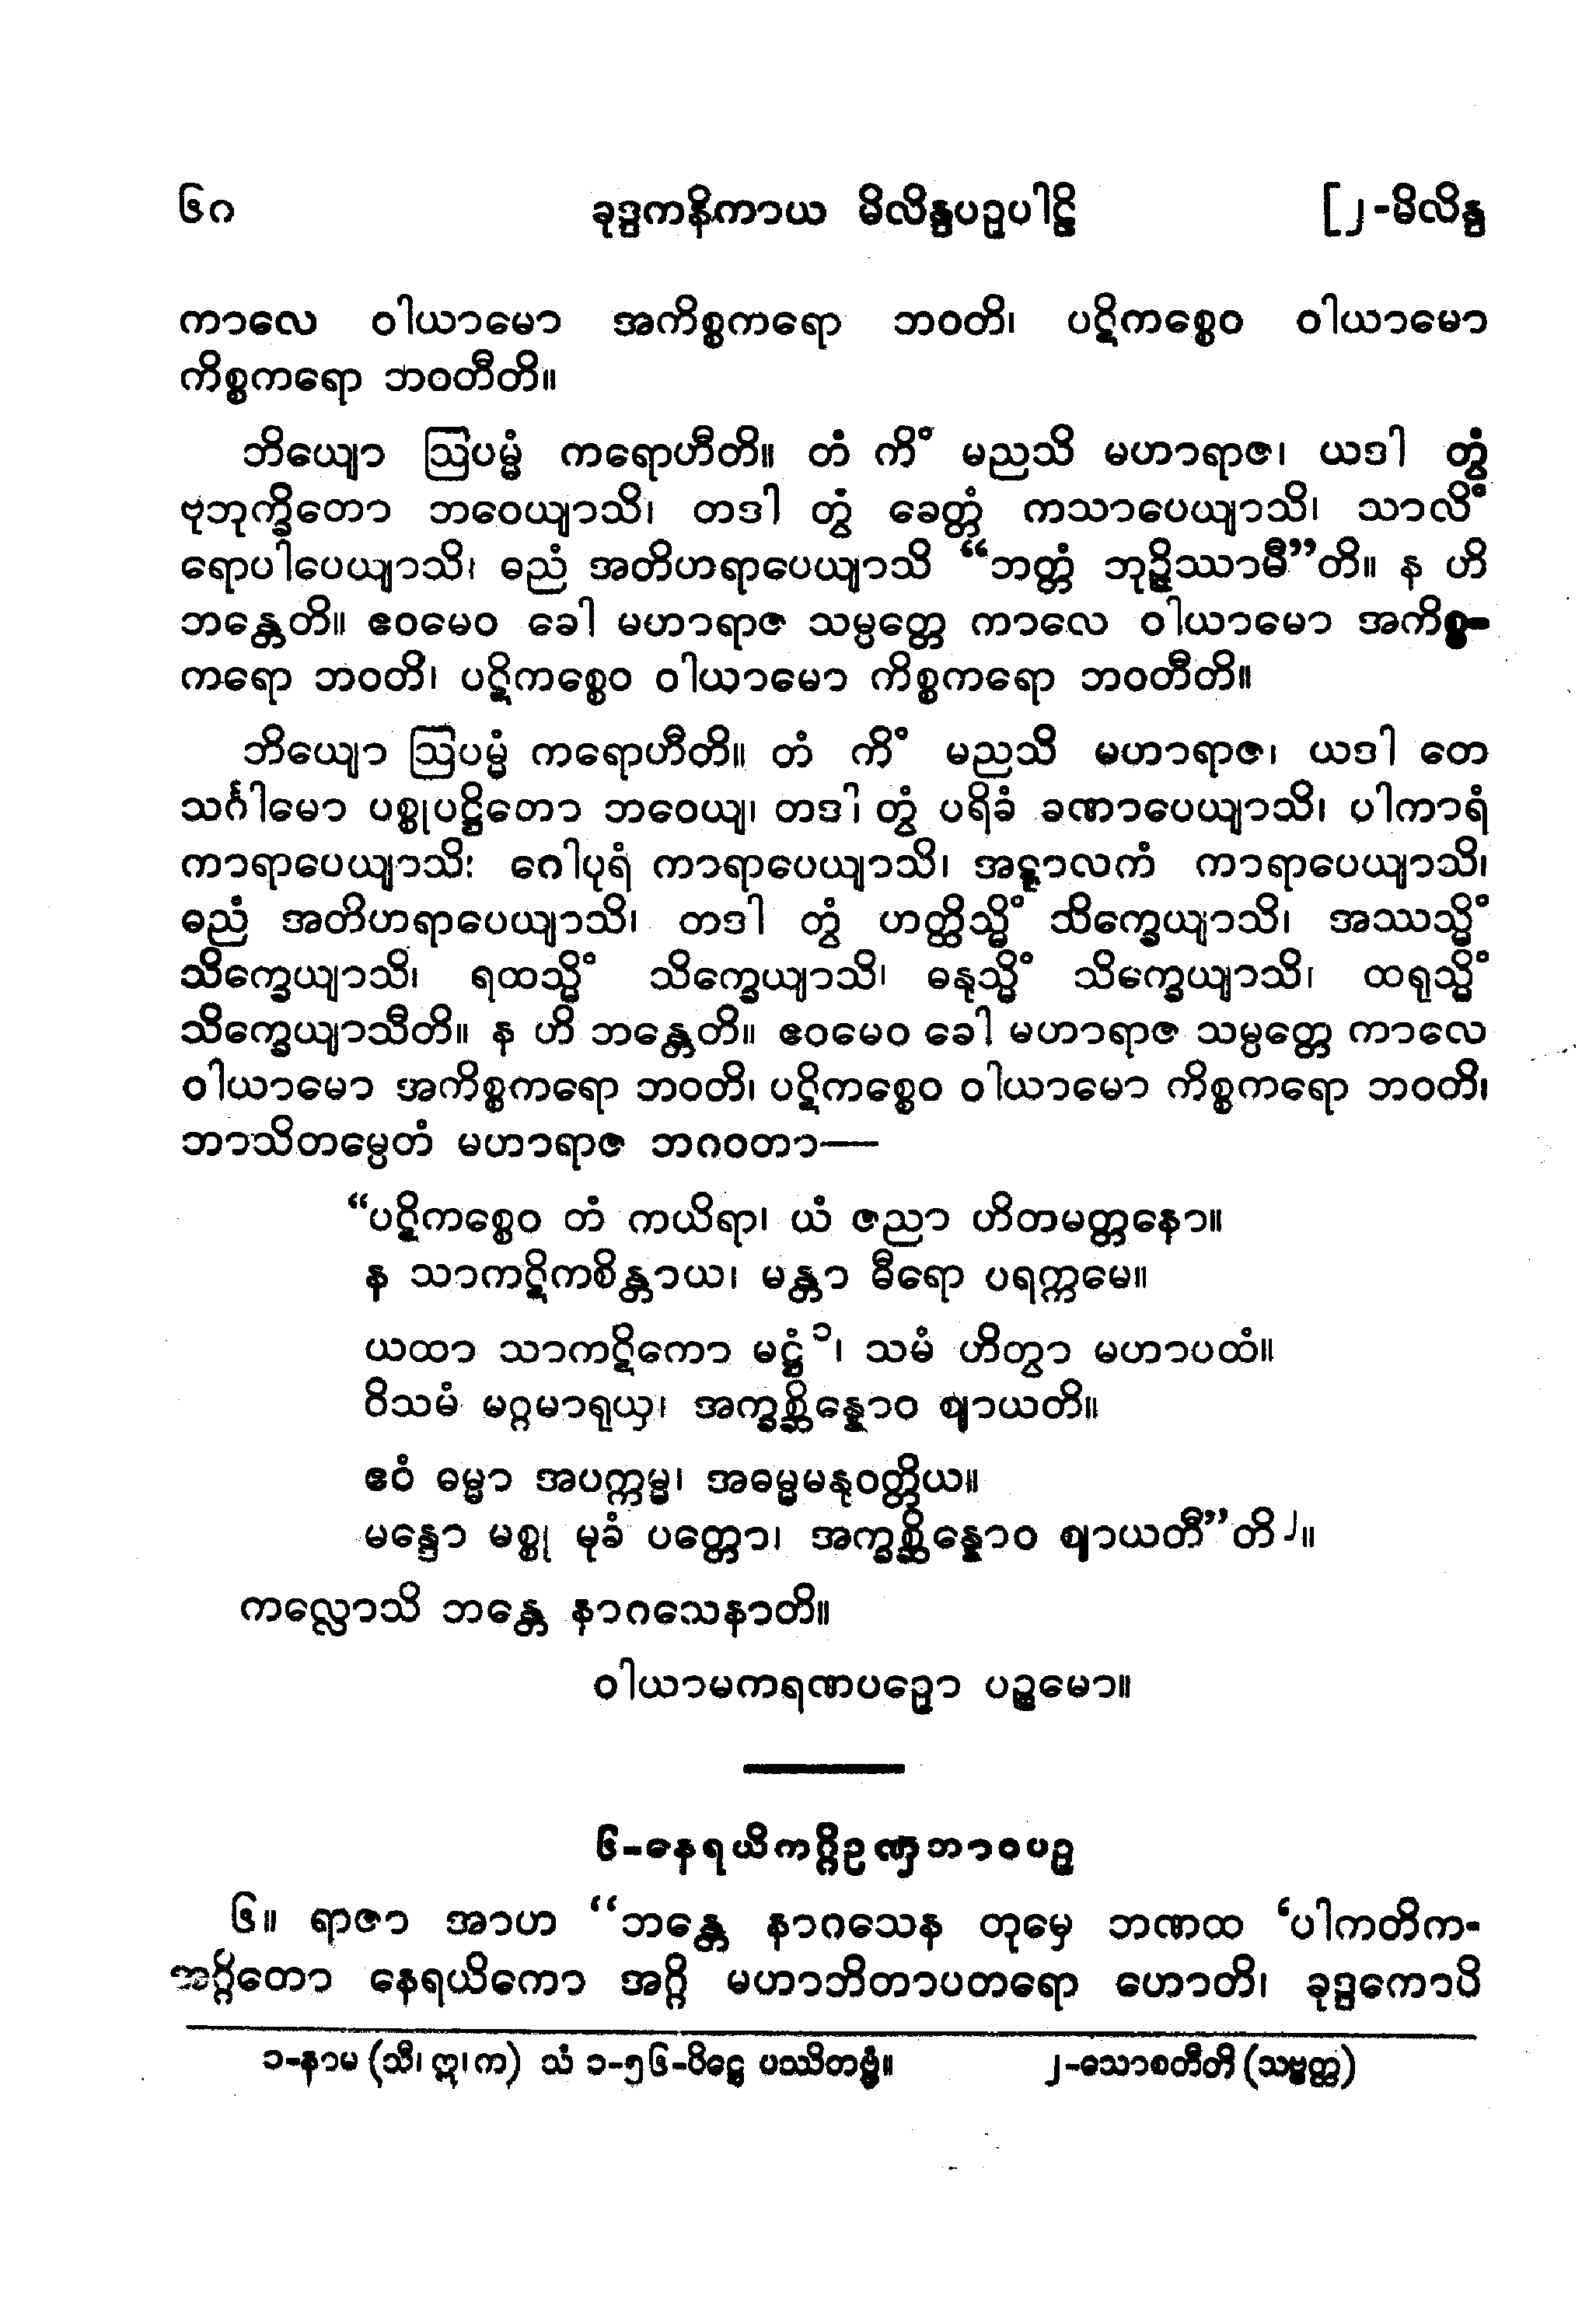 ၆ဂ ခုဒ္ဒကနိကာယ မိလိန္ဒပဉှပါဠိ [၂-မိလိန္ဒ
ကာလေ ဝါယာမော အကိစ္စကရော ဘဝတိ၊ ပဋိကစ္စေဝ ဝါယာမော
ကိစ္စကရော ဘဝတီတိ။
ဘိယျော ဩပမ္မံ ကရောဟီတိ။ တံ ကိံ မညသိ မဟာရာဇ၊ ယဒါ တွံ
ဗုဘုက္ခိတော ဘဝေယျာသိ၊ တဒါ တွံ ခေတ္တံ ကသာပေယျာသိ၊ သာလိံ
ရောပါပေယျာသိ၊ ဓညံ အတိဟရာပေယျာသိ “ဘတ္တံ ဘုဉ္ဇိဿာမီ”တိ။ န ဟိ
ဘန္တေတိ။ ဧဝမေဝ ခေါ မဟာရာဇ သမ္ပတ္တေ ကာလေ ဝါယာမော အကိစ္စ-
ကရော ဘဝတိ၊ ပဋိကစ္စေဝ ဝါယာမော ကိစ္စကရော ဘဝတီတိ။
ဘိယျော ဩပမ္မံ ကရောဟီတိ။ တံ ကိံ မညသိ မဟာရာဇ၊ ယဒါ တေ
သင်္ဂါမော ပစ္စုပဋ္ဌိတော ဘဝေယျ၊ တဒါ တွံ ပရိခံ ခဏာပေယျာသိ၊ ပါကာရံ
ကာရာပေယျာသိ၊ ဂေါပုရံ ကာရာပေယျာသိ၊ အဋ္ဋာလကံ ကာရာပေယျာသိ၊
ဓညံ အတိဟရာပေယျာသိ၊ တဒါ တွံ ဟတ္ထိသ္မိံ သိက္ခေယျာသိ၊ အဿသ္မိံ
သိက္ခေယျာသိ၊ ရထသ္မိံ သိက္ခေယျာသိ၊ ဓနုသ္မိံ သိက္ခေယျာသိ၊ ထရုသ္မိံ
သိက္ခေယျာသီတိ။ န ဟိ ဘန္တေတိ။ ဧဝမေဝ ခေါ မဟာရာဇ သမ္ပတ္တေ ကာလေ
ဝါယာမော အကိစ္စကရော ဘဝတိ၊ ပဋိကစ္စေဝ ဝါယာမော ကိစ္စကရော ဘဝတိ၊
ဘာသိတမ္ပေတံ မဟာရာဇ ဘဂဝတာ—
“ပဋိကစ္စေဝ တံ ကယိရာ၊ ယံ ဇညာ ဟိတမတ္တနော။
န သာကဋိကစိန္တာယ၊ မန္တာ ဓီရော ပရက္ကမေ။
ယထာ သာကဋိကော မဋ္ဌံ၁၊ သမံ ဟိတွာ မဟာပထံ။
ဝိသမံ မဂ္ဂမာရုယှ၊ အက္ခစ္ဆိန္နောဝ ဈာယတိ။
ဧဝံ ဓမ္မာ အပက္ကမ္မ၊ အဓမ္မမနုဝတ္တိယ။
မန္ဒော မစ္စု မုခံ ပတ္တော၊ အက္ခစ္ဆိန္နောဝ ဈာယတီ”တိ၂။
ကလ္လောသိ ဘန္တေ နာဂသေနာတိ။
ဝါယာမကရဏပဉှော ပဉ္စမော။
၆-နေရယိကဂ္ဂိဥဏှဘာဝပဉှ
၆။ ရာဇာ အာဟ “ဘန္တေ နာဂသေန တုမှေ ဘဏထ ‘ပါကတိက-
အဂ္ဂိတော နေရယိကော အဂ္ဂိ မဟာဘိတာပတရော ဟောတိ၊ ခုဒ္ဒကောပိ
၁-နာမ (သီ၊ ဣ၊ က) သံ ၁-၅၆-ပိဋ္ဌေ ပဿိတဗ္ဗံ။ ၂-သောစတီတိ (သဗ္ဗတ္ထ)